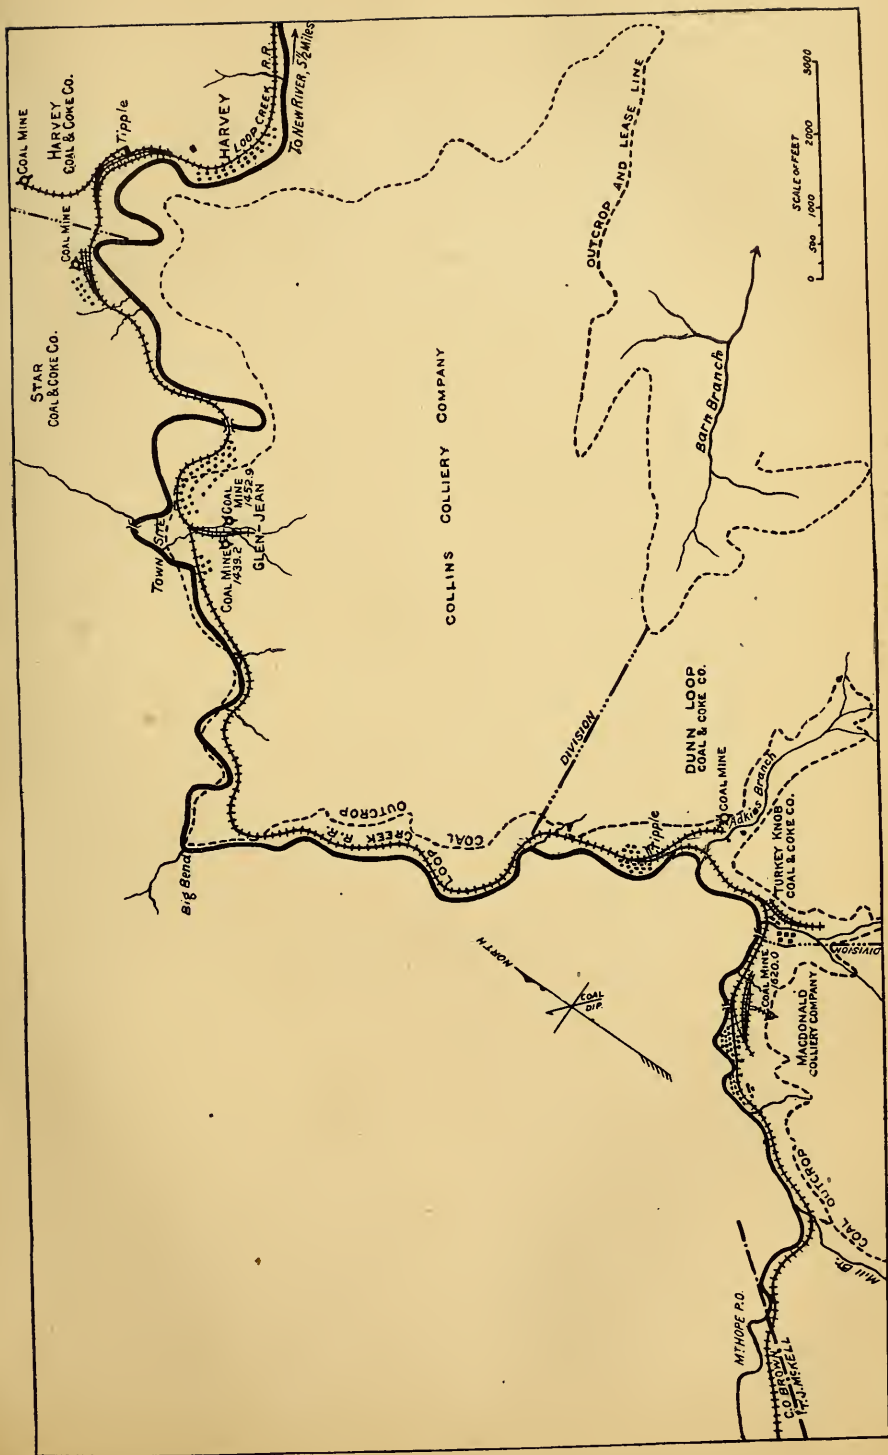 COAL MINE
HARVEY
COAL & COKE CO.
Tipple
COAL MINE
HARVEY
LOOP CREEK R.R.
TO NEW RIVER, 5½ Miles
STAR
COAL & COKE CO.
TOWN SITE
COAL MINE
1439.2
COAL
MINE
1452.9
GLEN-JEAN
Big Bend
COLLINS COLLIERY COMPANY
OUTCROP AND LEASE LINE
SCALE OF FEET
0 500 1000 2000 3000
Barn Branch
DIVISION
LOOP CREEK R.R.
COAL OUTCROP
DUNN LOOP
COAL & COKE CO.
Tipple
COAL MINE
Adkins Branch
TURKEY KNOB
COAL & COKE CO.
DIVISION
NORTH
COAL
DIP
COAL MINE
1620.0
MACDONALD
COLLIERY COMPANY
COAL OUTCROP
Mill Br.
MT. HOPE P.O.
C.O BROWN
T.J. MCKELL